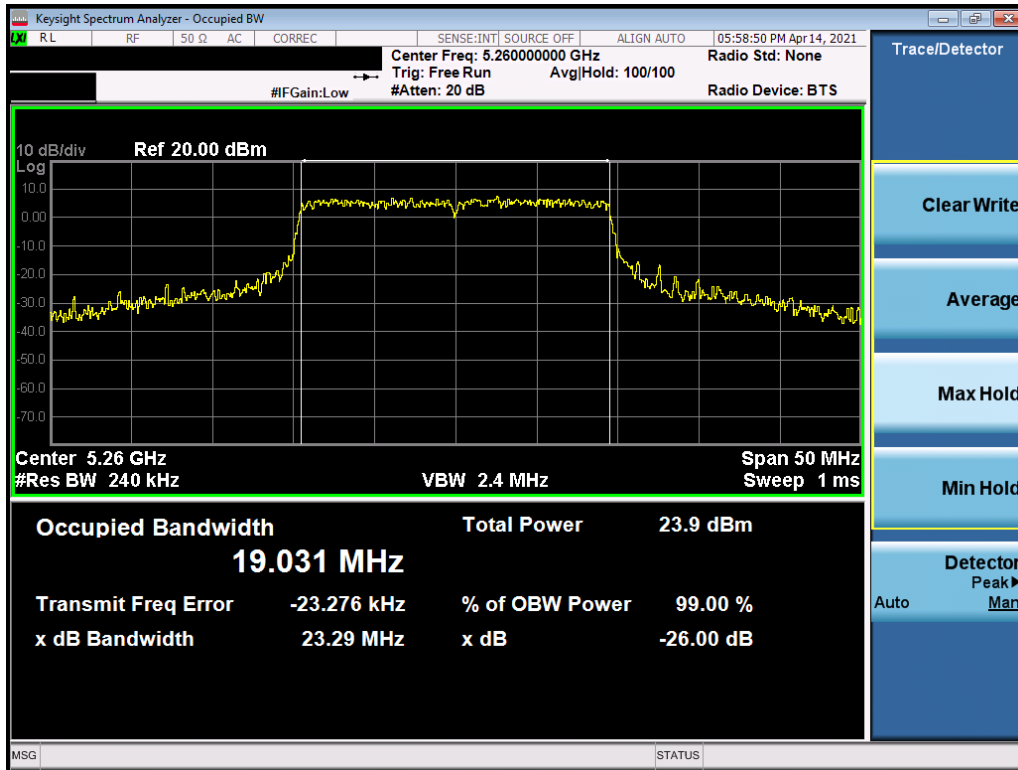 Keysight Spectrum Analyzer - Occupied BW
LXI RL RF 50 Ω AC CORREC SENSE:INT SOURCE OFF ALIGN AUTO 05:58:50 PM Apr 14, 2021
Center Freq: 5.260000000 GHz Radio Std: None
Trig: Free Run Avg|Hold: 100/100
#IFGain:Low #Atten: 20 dB Radio Device: BTS
10 dB/div Ref 20.00 dBm
Log
10.0
0.00
-10.0
-20.0
-30.0
-40.0
-50.0
-60.0
-70.0
Center 5.26 GHz Span 50 MHz
#Res BW 240 kHz VBW 2.4 MHz Sweep 1 ms
Occupied Bandwidth Total Power 23.9 dBm
19.031 MHz
Transmit Freq Error -23.276 kHz % of OBW Power 99.00 %
x dB Bandwidth 23.29 MHz x dB -26.00 dB
MSG STATUS
Trace/Detector
Clear Write
Average
Max Hold
Min Hold
Detector
Peak▶
Auto Man